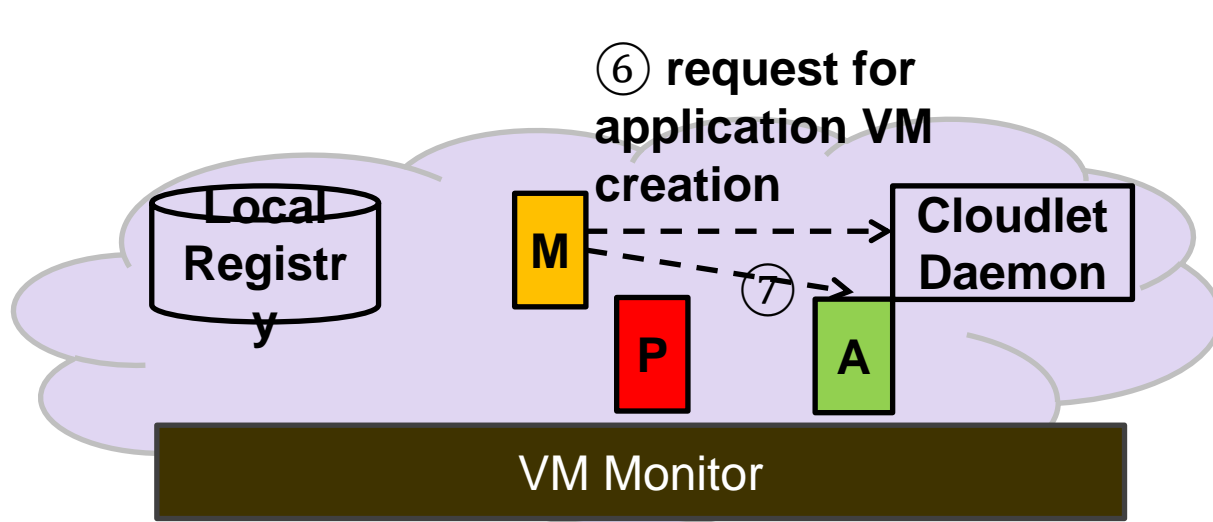 ⑥ request for
application VM
creation
Local
Registr
y
M
Cloudlet
Daemon
⑦
P
A
VM Monitor